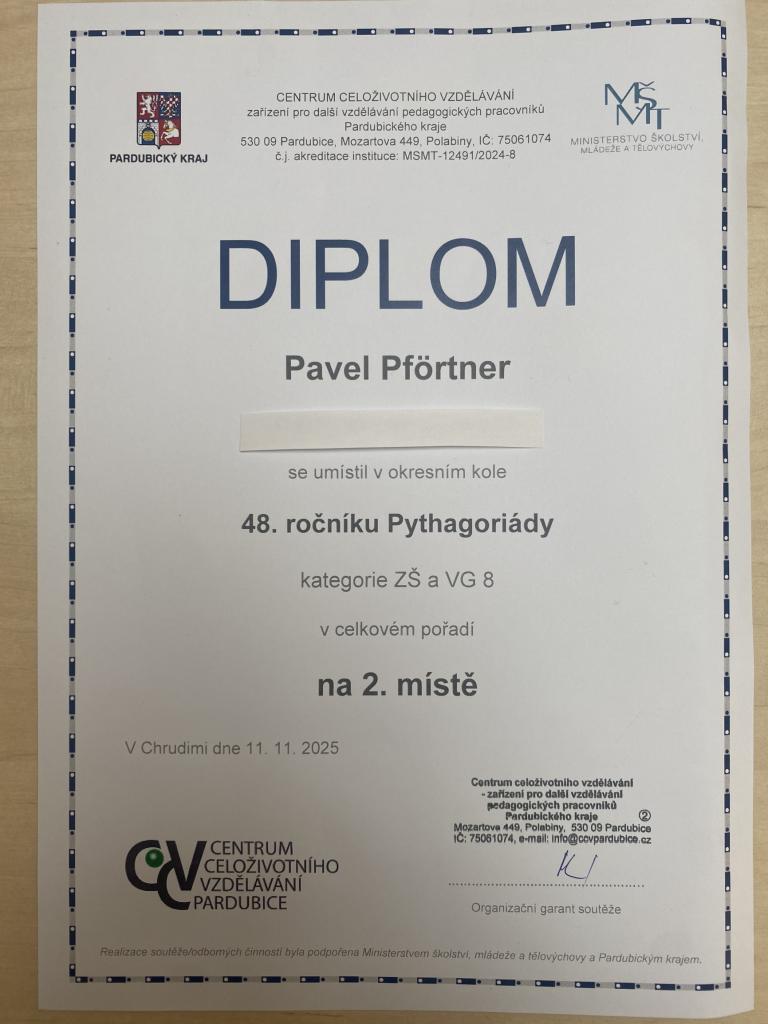 PARDUBICKÝ KRAJ
CENTRUM CELOŽIVOTNÍHO VZDĚLÁVÁNÍ
zařízení pro další vzdělávání pedagogických pracovníků
Pardubického kraje
530 09 Pardubice, Mozartova 449, Polabiny, IČ: 75061074
č.j. akreditace instituce: MSMT-12491/2024-8
MŠMT
MINISTERSTVO ŠKOLSTVÍ,
MLÁDEŽE A TĚLOVÝCHOVY
DIPLOM
Pavel Pförtner
se umístil v okresním kole
48. ročníku Pythagoriády
kategorie ZŠ a VG 8
v celkovém pořadí
na 2. místě
V Chrudimi dne 11. 11. 2025
Centrum celoživotního vzdělávání
- zařízení pro další vzdělávání
pedagogických pracovníků
Pardubického kraje ②
Mozartova 449, Polabiny, 530 09 Pardubice
IČ: 75061074, e-mail: info@ccvpardubice.cz
Organizační garant soutěže
CCV CENTRUM
CELOŽIVOTNÍHO
VZDĚLÁVÁNÍ
PARDUBICE
Realizace soutěže/odborných činností byla podpořena Ministerstvem školství, mládeže a tělovýchovy a Pardubickým krajem.